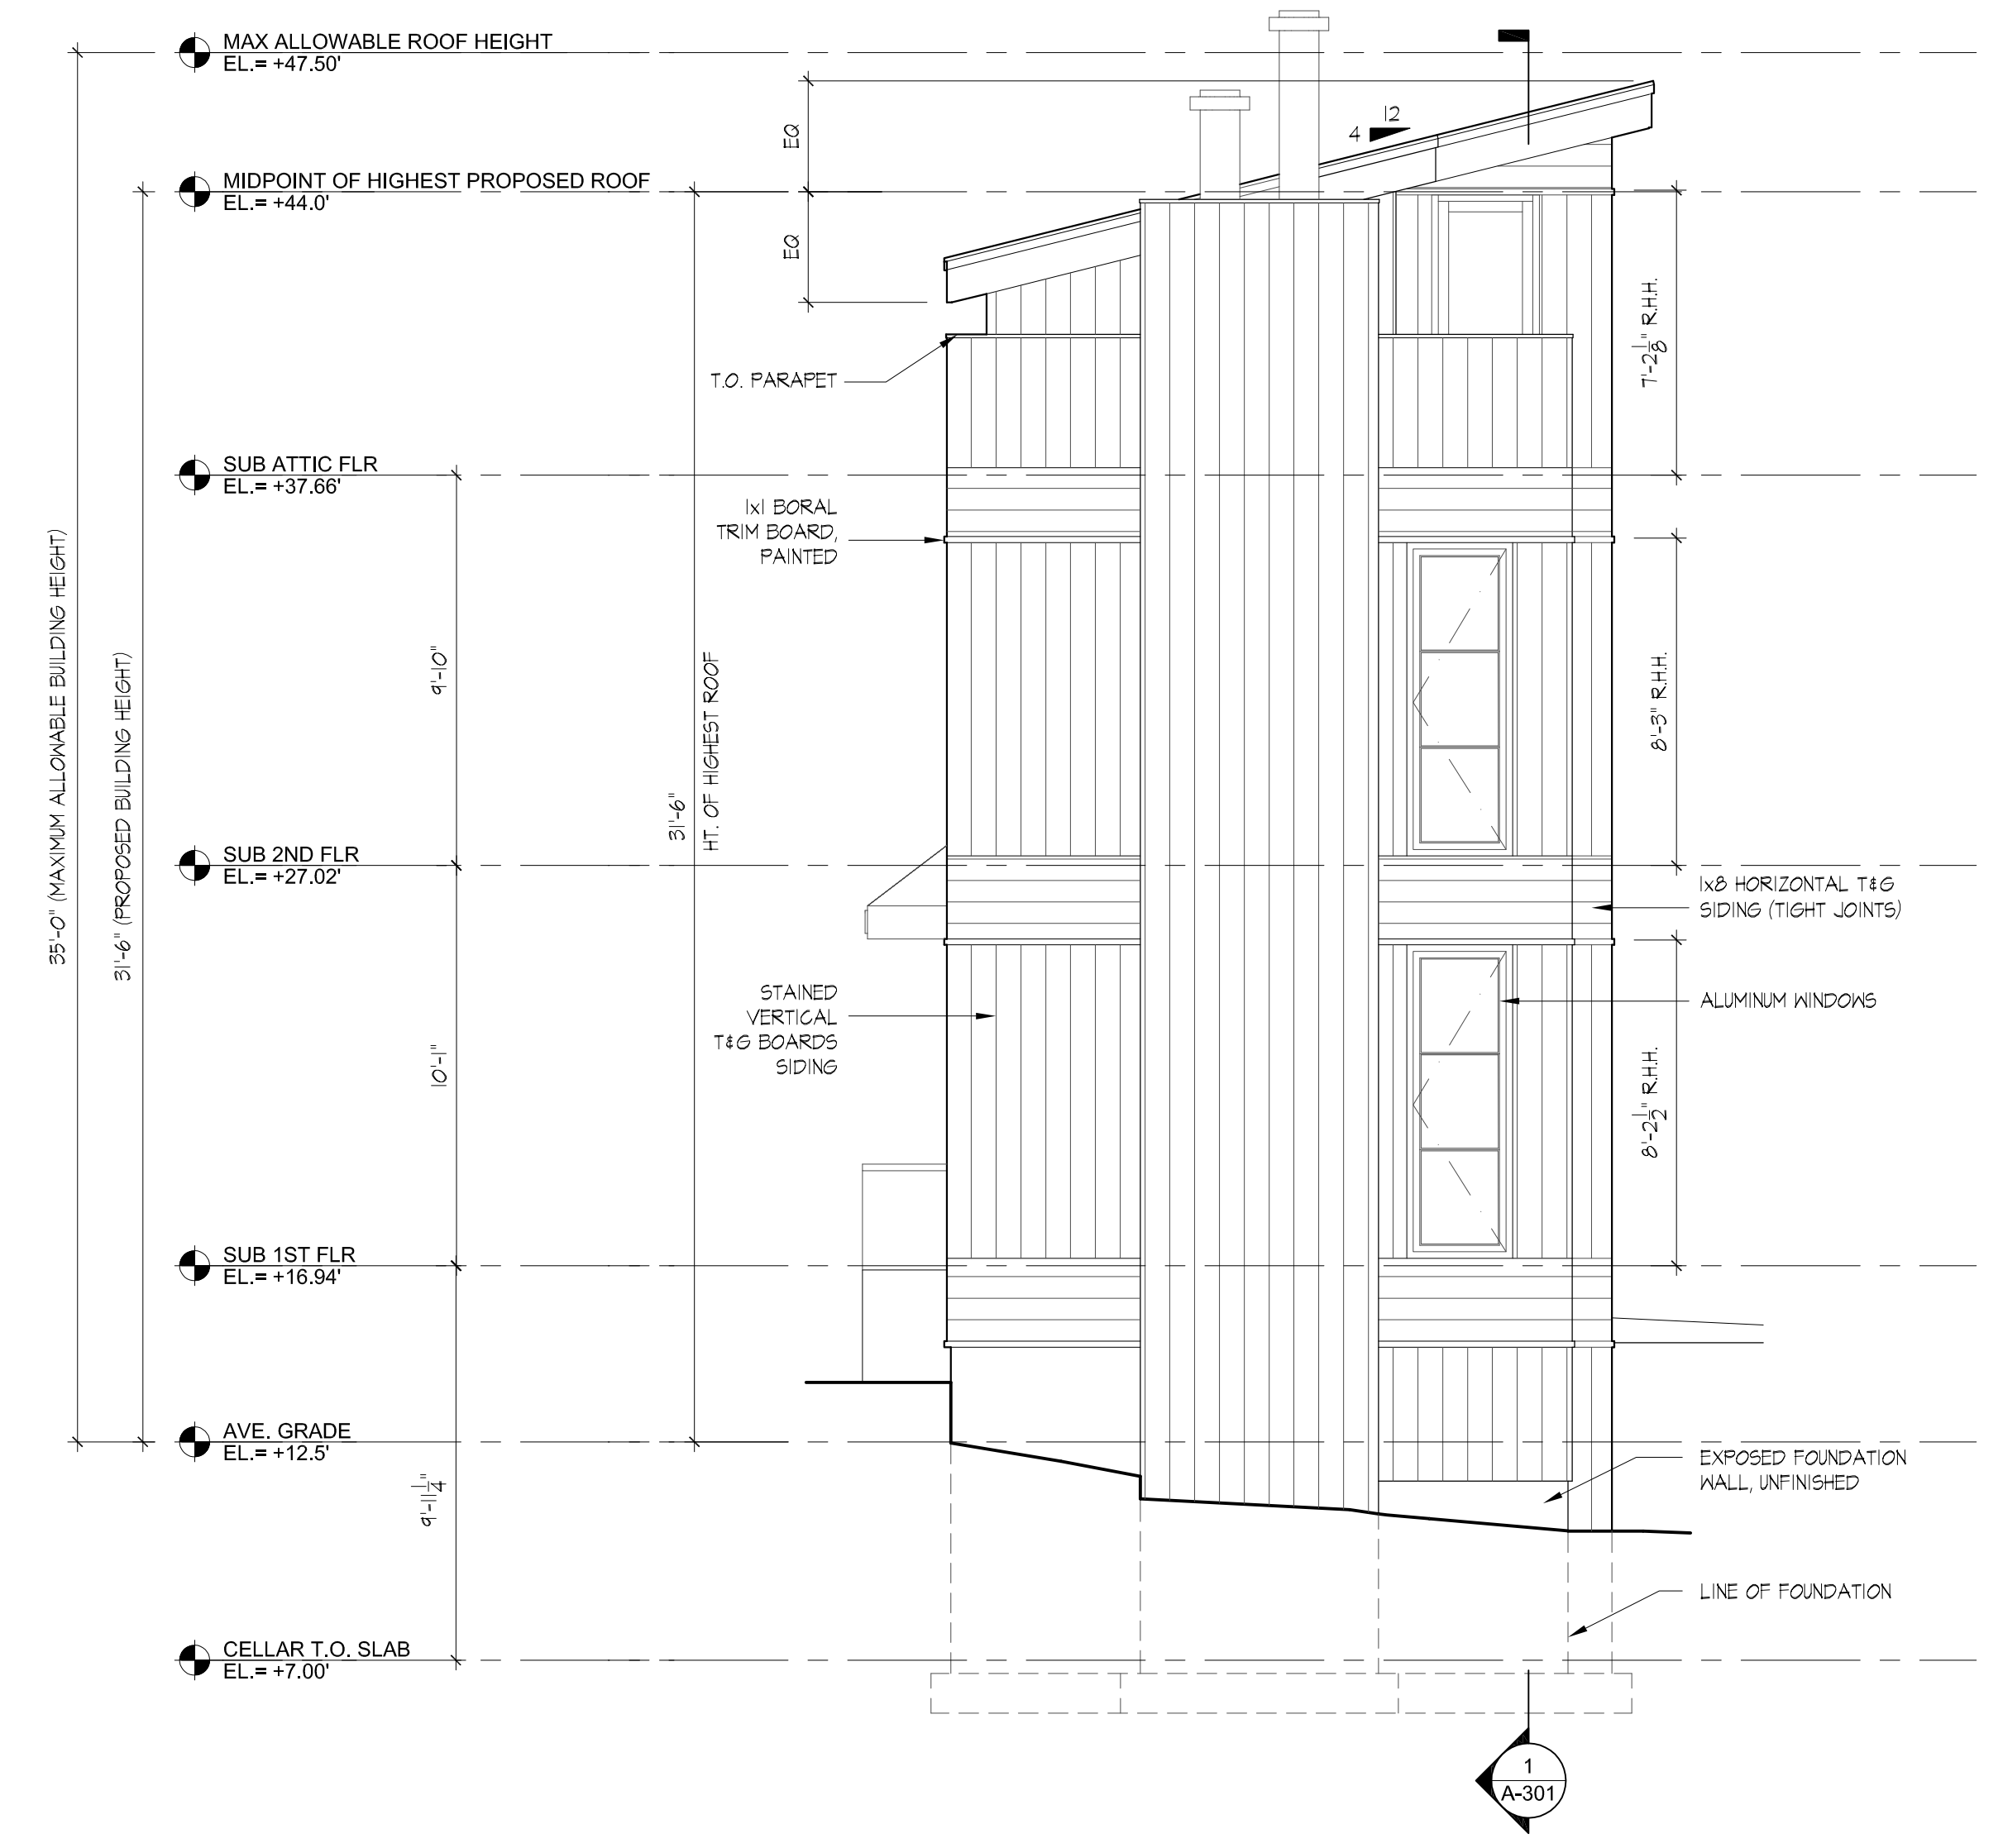 MAX ALLOWABLE ROOF HEIGHT
EL.= +47.50'
MIDPOINT OF HIGHEST PROPOSED ROOF
EL.= +44.0'
EQ
EQ
4
12
T.O. PARAPET
7'-2 1/8" R.H.H.
SUB ATTIC FLR
EL.= +37.66'
1x1 BORAL
TRIM BOARD,
PAINTED
35'-0" (MAXIMUM ALLOWABLE BUILDING HEIGHT)
31'-6" (PROPOSED BUILDING HEIGHT)
9'-10"
31'-6"
HT. OF HIGHEST ROOF
8'-3" R.H.H.
SUB 2ND FLR
EL.= +27.02'
1x8 HORIZONTAL T&G
SIDING (TIGHT JOINTS)
STAINED
VERTICAL
T&G BOARDS
SIDING
ALUMINUM WINDOWS
10'-1"
8'-2 1/2" R.H.H.
SUB 1ST FLR
EL.= +16.94'
AVE. GRADE
EL.= +12.5'
9'-11 1/4"
EXPOSED FOUNDATION
WALL, UNFINISHED
LINE OF FOUNDATION
CELLAR T.O. SLAB
EL.= +7.00'
1
A-301